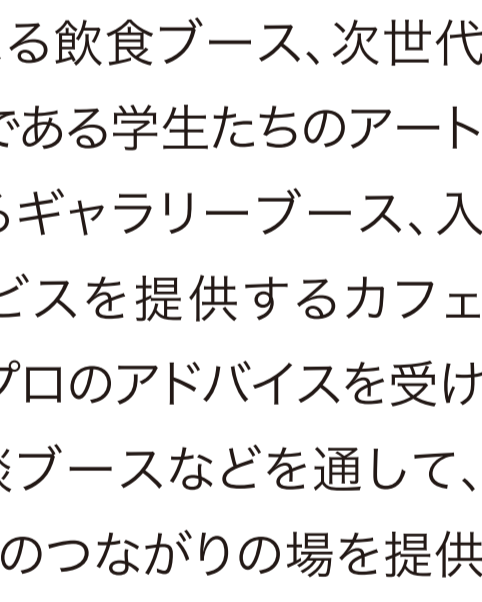 る飲食ブース、次世代
である学生たちのアート
るギャラリーブース、入
ビスを提供するカフェ
プロのアドバイスを受け
談ブースなどを通して、
のつながりの場を提供